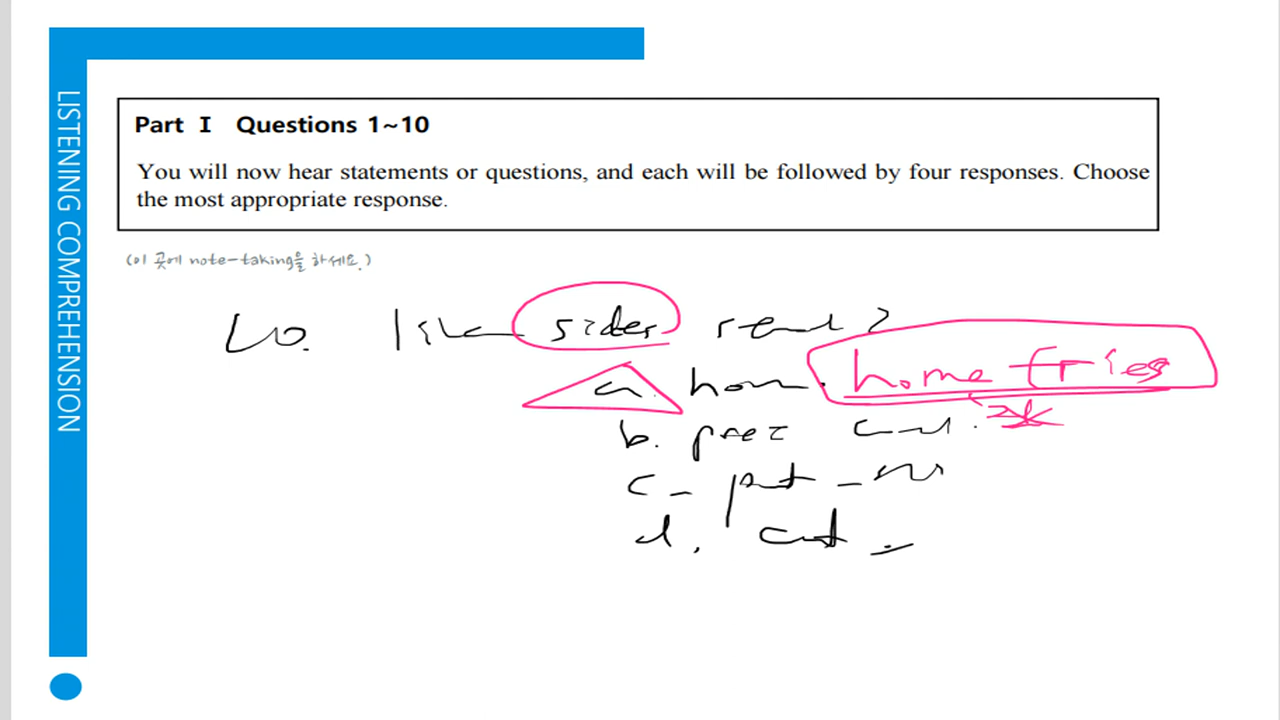 LISTENING COMPREHENSION
Part I Questions 1~10
You will now hear statements or questions, and each will be followed by four responses. Choose
the most appropriate response.
(이 곳에 note-taking을 하세요.)
like sides ?
a. home fries
b.
c.
d.